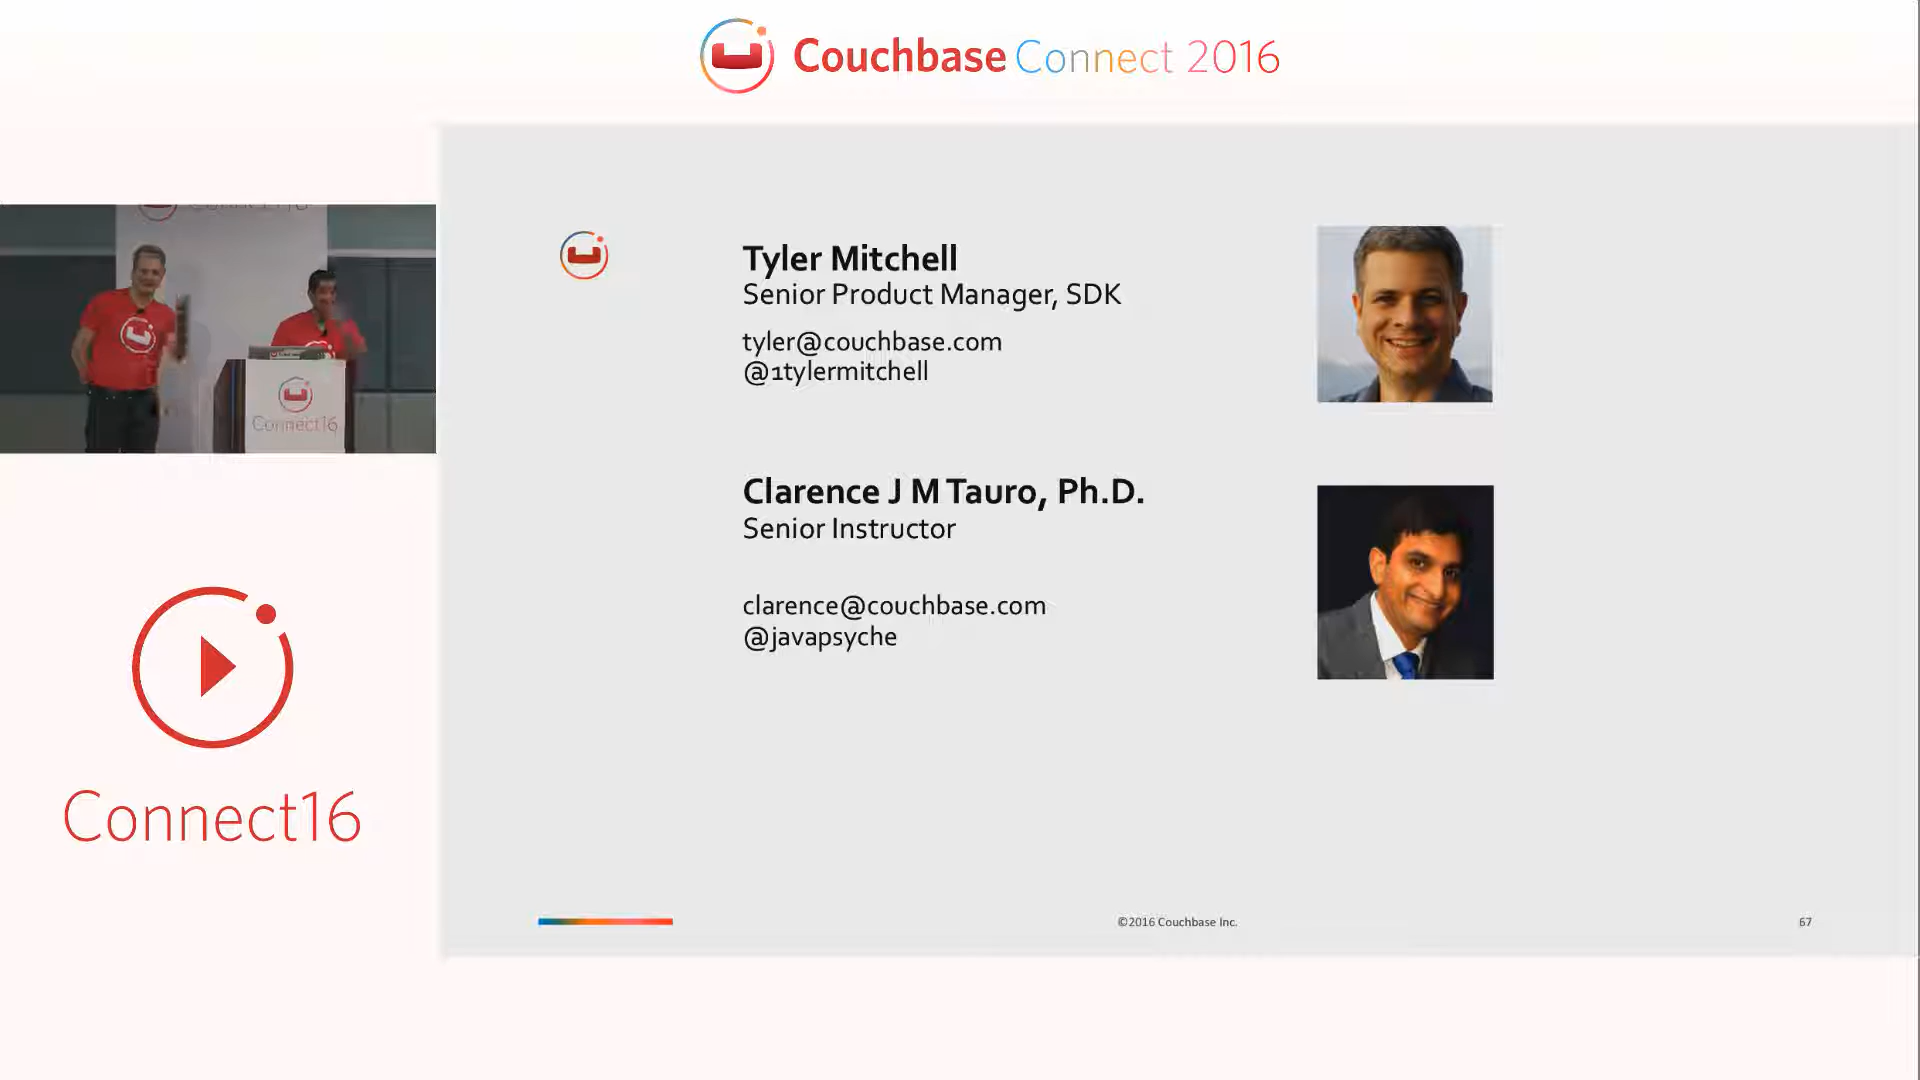 Couchbase Connect 2016
Tyler Mitchell
Senior Product Manager, SDK
tyler@couchbase.com
@1tylermitchell
Clarence J M Tauro, Ph.D.
Senior Instructor
clarence@couchbase.com
@javapsyche
Connect16
Connect16
©2016 Couchbase Inc.
67